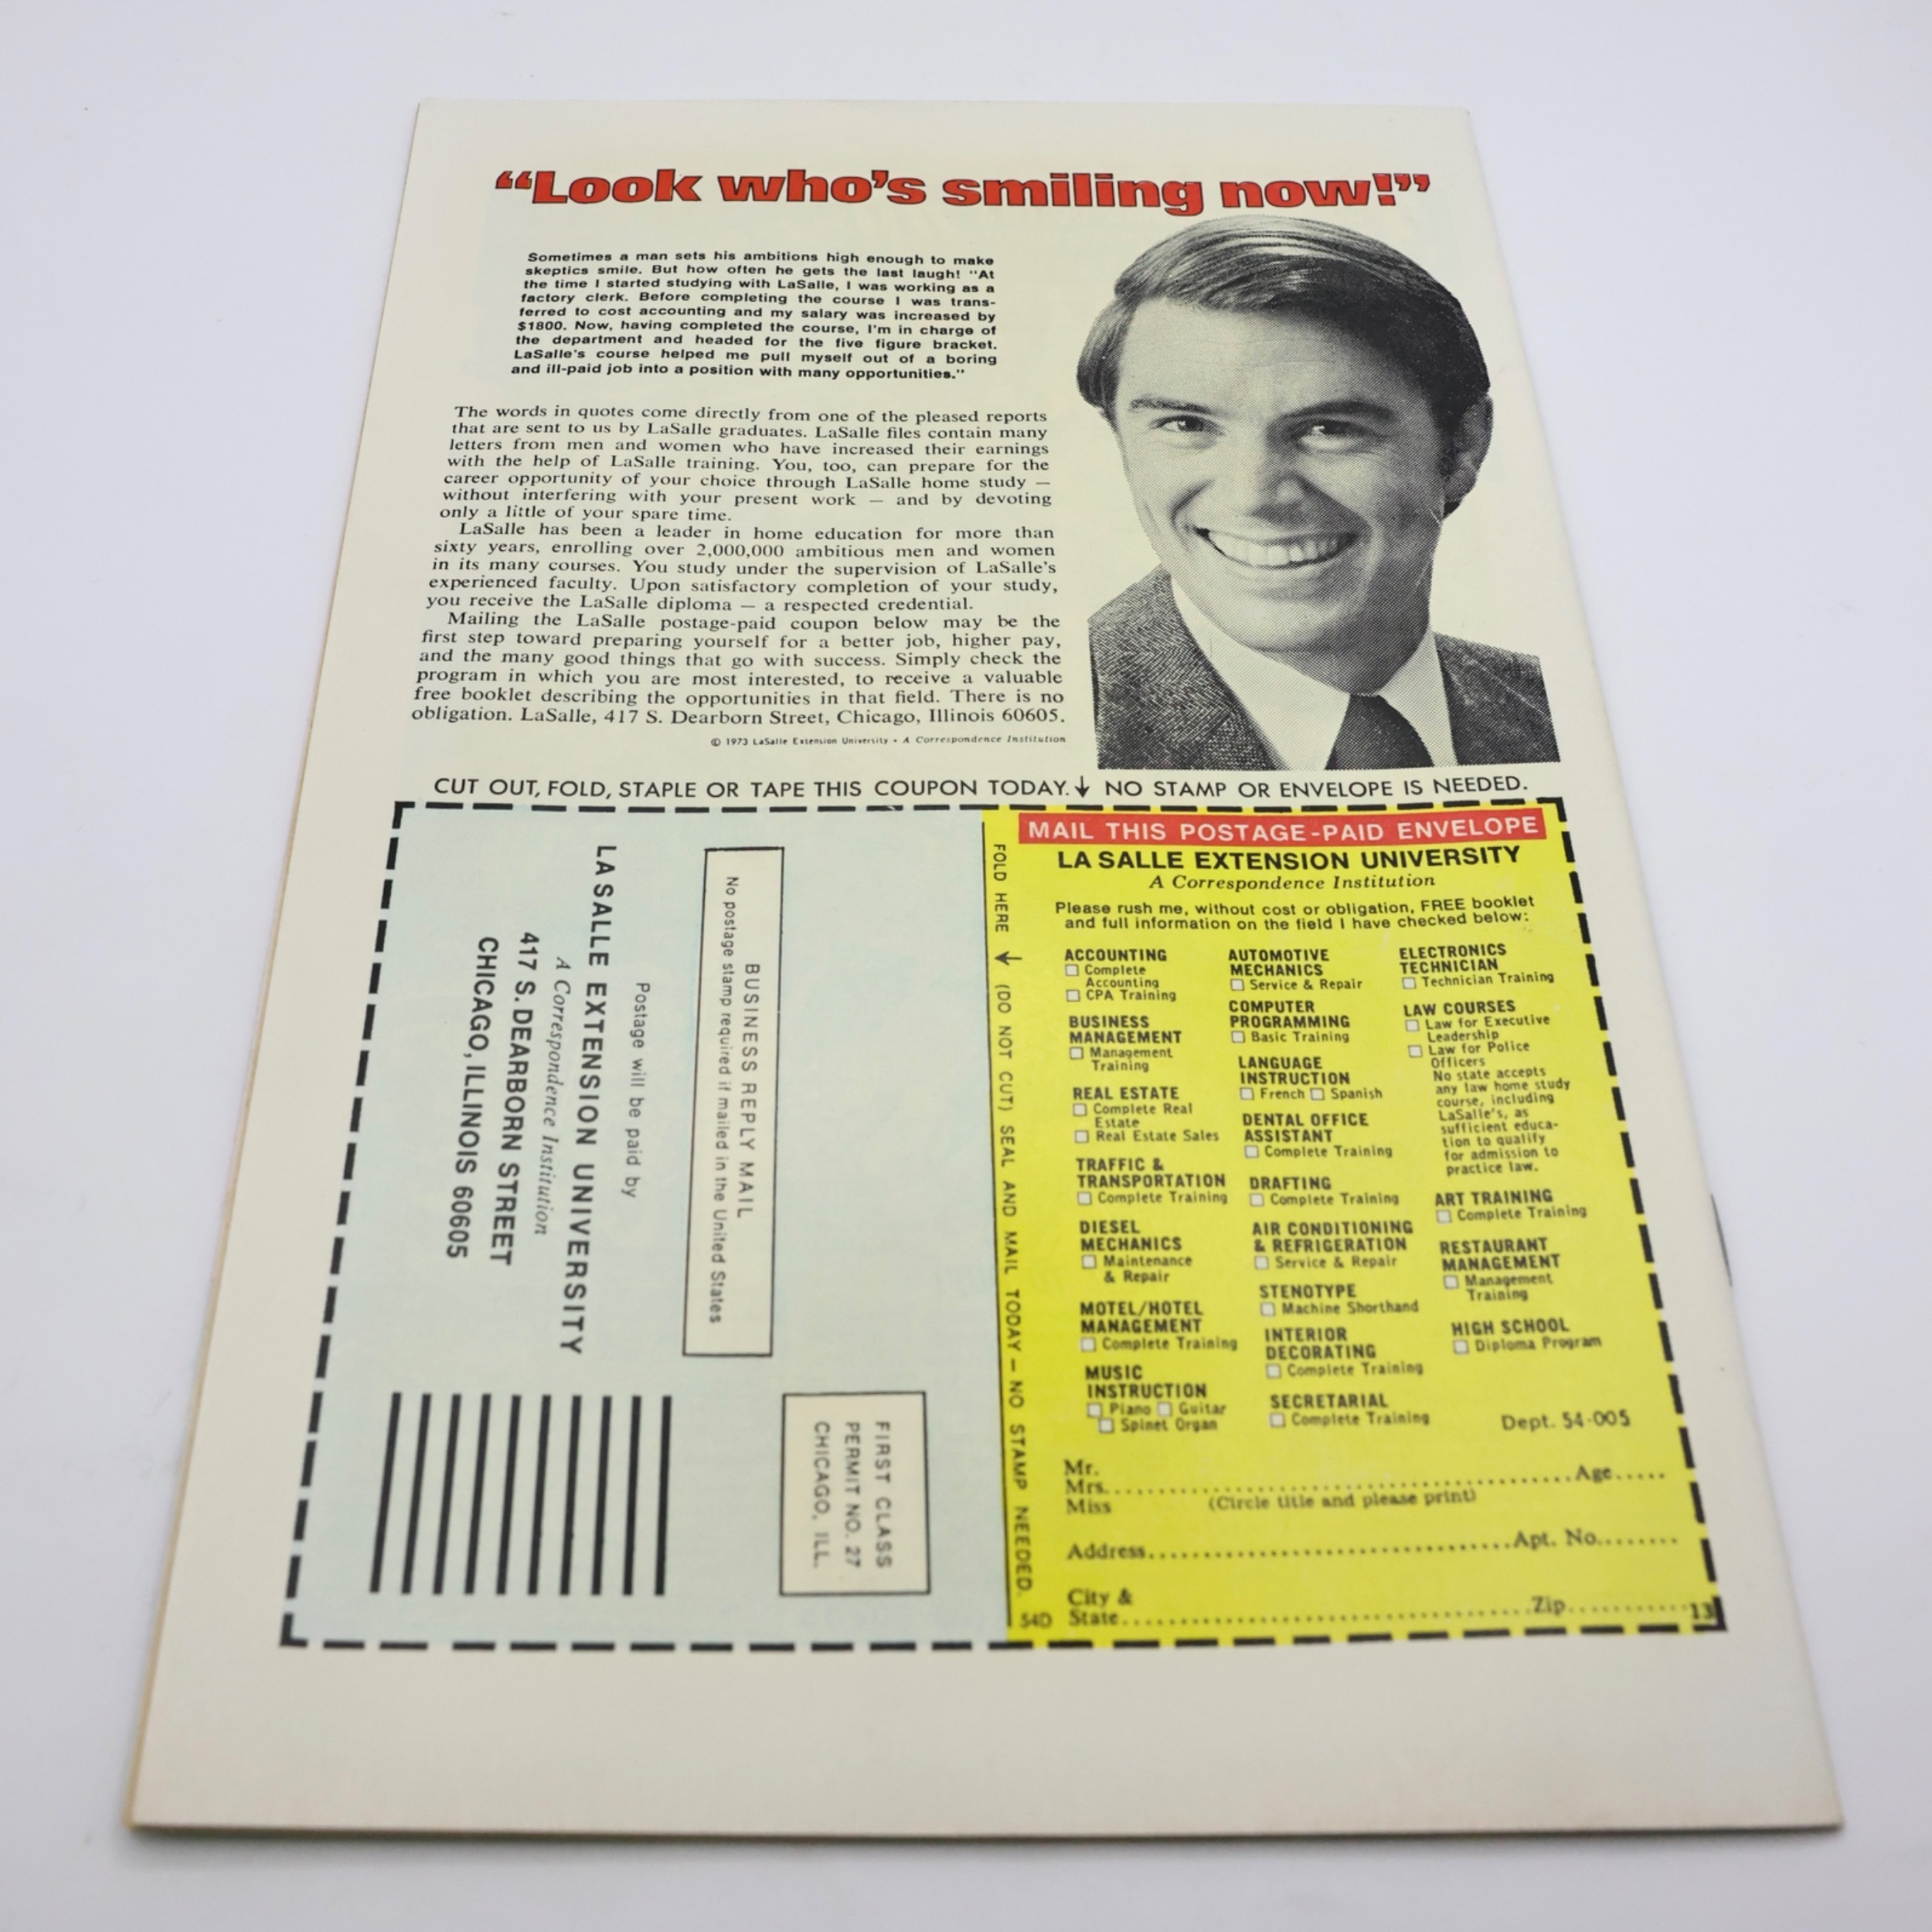 “Look who’s smiling now!”
Sometimes a man sets his ambitions high enough to make
skeptics smile. But how often he gets the last laugh! “At
the time I started studying with LaSalle, I was working as a
factory clerk. Before completing the course I was trans-
ferred to cost accounting and my salary was increased by
$1800. Now, having completed the course, I'm in charge of
the department and headed for the five figure bracket.
LaSalle's course helped me pull myself out of a boring
and ill-paid job into a position with many opportunities.”
The words in quotes come directly from one of the pleased reports
that are sent to us by LaSalle graduates. LaSalle files contain many
letters from men and women who have increased their earnings
with the help of LaSalle training. You, too, can prepare for the
career opportunity of your choice through LaSalle home study —
without interfering with your present work — and by devoting
only a little of your spare time.
LaSalle has been a leader in home education for more than
sixty years, enrolling over 2,000,000 ambitious men and women
in its many courses. You study under the supervision of LaSalle's
experienced faculty. Upon satisfactory completion of your study,
you receive the LaSalle diploma — a respected credential.
Mailing the LaSalle postage-paid coupon below may be the
first step toward preparing yourself for a better job, higher pay,
and the many good things that go with success. Simply check the
program in which you are most interested, to receive a valuable
free booklet describing the opportunities in that field. There is no
obligation. LaSalle, 417 S. Dearborn Street, Chicago, Illinois 60605.
© 1973 LaSalle Extension University • A Correspondence Institution
CUT OUT, FOLD, STAPLE OR TAPE THIS COUPON TODAY. ↓ NO STAMP OR ENVELOPE IS NEEDED.
FIRST CLASS
PERMIT NO. 27
CHICAGO, ILL.
BUSINESS REPLY MAIL
No postage stamp required if mailed in the United States
Postage will be paid by
LA SALLE EXTENSION UNIVERSITY
A Correspondence Institution
417 S. DEARBORN STREET
CHICAGO, ILLINOIS 60605
FOLD HERE ↓ (DO NOT CUT) SEAL AND MAIL TODAY — NO STAMP NEEDED.
MAIL THIS POSTAGE-PAID ENVELOPE
LA SALLE EXTENSION UNIVERSITY
A Correspondence Institution
Please rush me, without cost or obligation, FREE booklet
and full information on the field I have checked below:
ACCOUNTING
☐ Complete
Accounting
☐ CPA Training
BUSINESS
MANAGEMENT
☐ Management
Training
REAL ESTATE
☐ Complete Real
Estate
☐ Real Estate Sales
TRAFFIC &
TRANSPORTATION
☐ Complete Training
DIESEL
MECHANICS
☐ Maintenance
& Repair
MOTEL/HOTEL
MANAGEMENT
☐ Complete Training
MUSIC
INSTRUCTION
☐ Piano ☐ Guitar
☐ Spinet Organ
AUTOMOTIVE
MECHANICS
☐ Service & Repair
COMPUTER
PROGRAMMING
☐ Basic Training
LANGUAGE
INSTRUCTION
☐ French ☐ Spanish
DENTAL OFFICE
ASSISTANT
☐ Complete Training
DRAFTING
☐ Complete Training
AIR CONDITIONING
& REFRIGERATION
☐ Service & Repair
STENOTYPE
☐ Machine Shorthand
INTERIOR
DECORATING
☐ Complete Training
SECRETARIAL
☐ Complete Training
ELECTRONICS
TECHNICIAN
☐ Technician Training
LAW COURSES
☐ Law for Executive
Leadership
☐ Law for Police
Officers
No state accepts
any law home study
course, including
LaSalle's, as
sufficient educa-
tion to qualify
for admission to
practice law.
ART TRAINING
☐ Complete Training
RESTAURANT
MANAGEMENT
☐ Management
Training
HIGH SCHOOL
☐ Diploma Program
Dept. 54-005
Mr.
Mrs. Age
Miss (Circle title and please print)
Address Apt. No.
City &
State Zip
54D
13